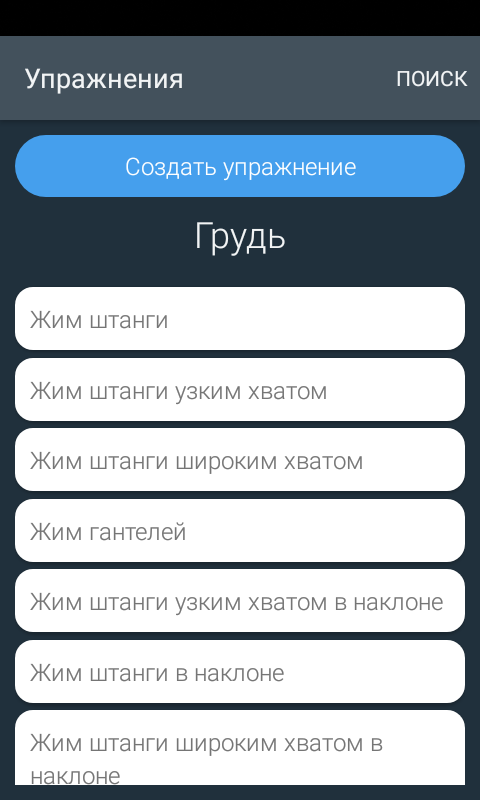 Упражнения
ПОИСК
Создать упражнение
Грудь
Жим штанги
Жим штанги узким хватом
Жим штанги широким хватом
Жим гантелей
Жим штанги узким хватом в наклоне
Жим штанги в наклоне
Жим штанги широким хватом в
наклоне